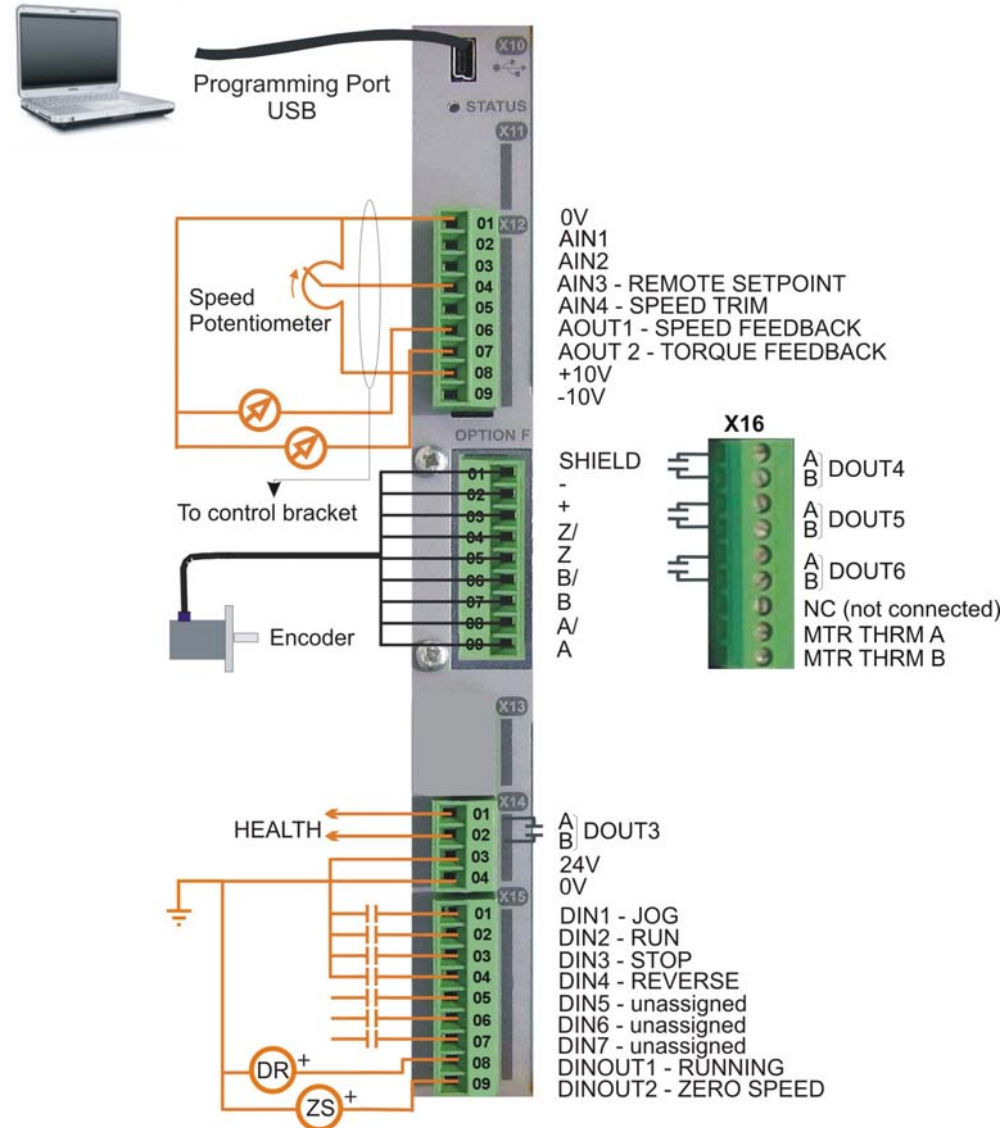 X10
Programming Port
USB
STATUS
X11
01 X12 0V
02 AIN1
03 AIN2
04 AIN3 - REMOTE SETPOINT
05 AIN4 - SPEED TRIM
06 AOUT1 - SPEED FEEDBACK
07 AOUT 2 - TORQUE FEEDBACK
08 +10V
09 -10V
Speed
Potentiometer
OPTION F
X16
01 SHIELD
02 -
03 +
04 Z/
05 Z
06 B/
07 B
08 A/
09 A
To control bracket
Encoder
A
B
DOUT4
A
B
DOUT5
A
B
DOUT6
NC (not connected)
MTR THRM A
MTR THRM B
X13
X14
HEALTH
01 A
02 B
DOUT3
03 24V
04 0V
X15
01 DIN1 - JOG
02 DIN2 - RUN
03 DIN3 - STOP
04 DIN4 - REVERSE
05 DIN5 - unassigned
06 DIN6 - unassigned
07 DIN7 - unassigned
08 DINOUT1 - RUNNING
09 DINOUT2 - ZERO SPEED
DR +
ZS +